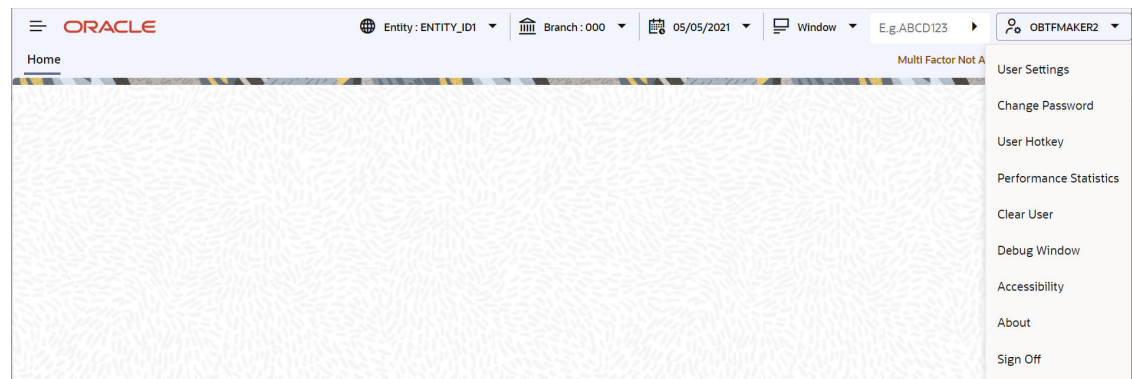 ORACLE
Entity : ENTITY_ID1
Branch : 000
05/05/2021
Window
E.g.ABCD123
OBTFMAKER2
Home
Multi Factor Not A
User Settings
Change Password
User Hotkey
Performance Statistics
Clear User
Debug Window
Accessibility
About
Sign Off